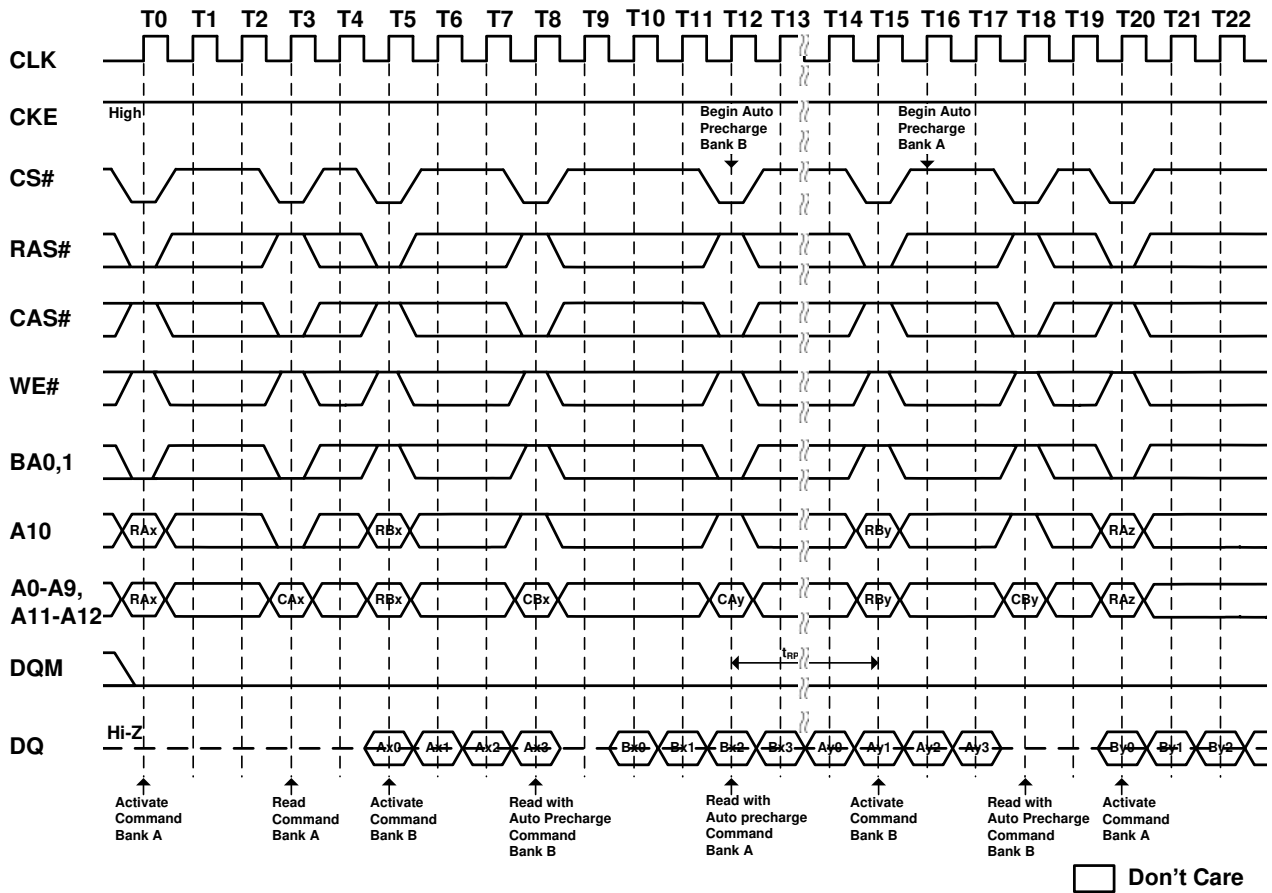 T0 T1 T2 T3 T4 T5 T6 T7 T8 T9 T10 T11 T12 T13 T14 T15 T16 T17 T18 T19 T20 T21 T22
CLK
CKE
High
Begin Auto
Precharge
Bank B
Begin Auto
Precharge
Bank A
CS#
RAS#
CAS#
WE#
BA0,1
A10
RAx RBx RBy RAz
A0-A9,
A11-A12
RAx CAx RBx CBx CAy RBy CBy RAz
DQM
tRP
DQ
Hi-Z
Ax0 Ax1 Ax2 Ax3 Bx0 Bx1 Bx2 Bx3 Ay0 Ay1 Ay2 Ay3 By0 By1 By2
Activate
Command
Bank A
Read
Command
Bank A
Activate
Command
Bank B
Read with
Auto Precharge
Command
Bank B
Read with
Auto precharge
Command
Bank A
Activate
Command
Bank B
Read with
Auto Precharge
Command
Bank B
Activate
Command
Bank A
Don't Care